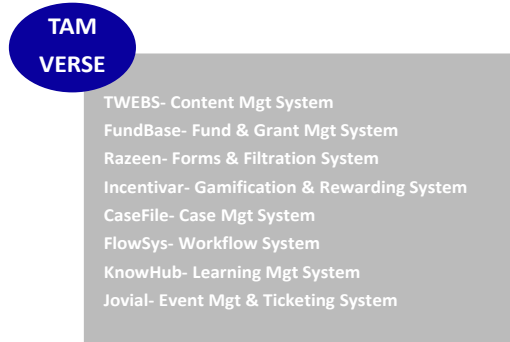 TAM
VERSE
TWEBS- Content Mgt System
FundBase- Fund & Grant Mgt System
Razeen- Forms & Filtration System
Incentivar- Gamification & Rewarding System
CaseFile- Case Mgt System
FlowSys- Workflow System
KnowHub- Learning Mgt System
Jovial- Event Mgt & Ticketing System